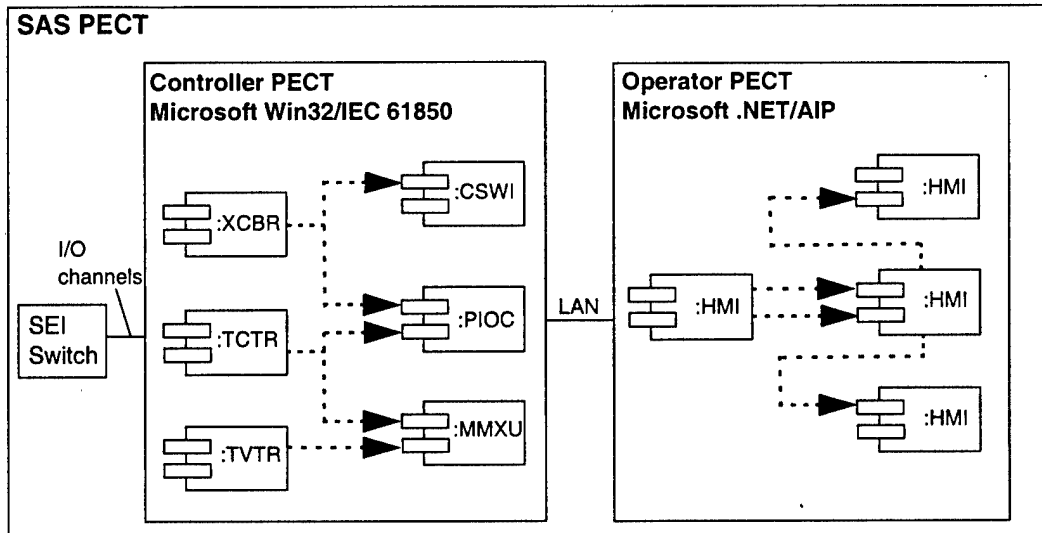 SAS PECT
Controller PECT
Microsoft Win32/IEC 61850
Operator PECT
Microsoft .NET/AIP
:XCBR
:CSWI
:HMI
I/O
channels
SEI
Switch
:TCTR
:PIOC
LAN
:HMI
:HMI
:TVTR
:MMXU
:HMI